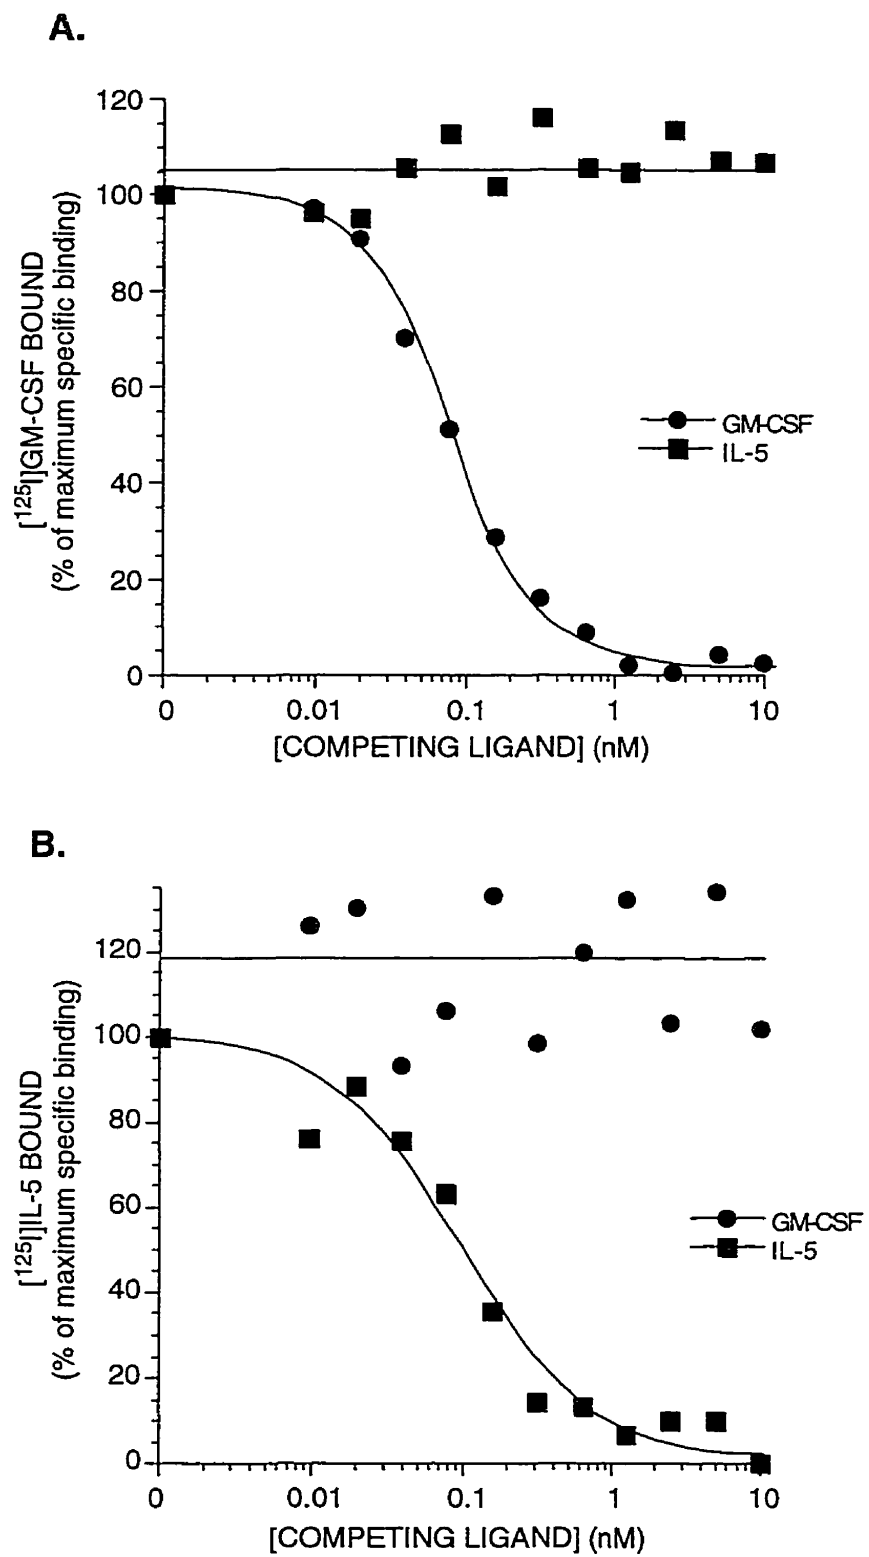 A.
[125I]GM-CSF BOUND
(% of maximum specific binding)
120
100
80
60
40
20
0
GM-CSF
IL-5
0 0.01 0.1 1 10
[COMPETING LIGAND] (nM)
B.
[125I]IL-5 BOUND
(% of maximum specific binding)
120
100
80
60
40
20
0
GM-CSF
IL-5
0 0.01 0.1 1 10
[COMPETING LIGAND] (nM)